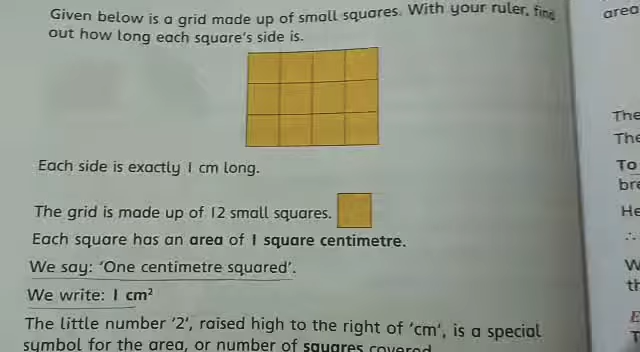 Given below is a grid made up of small squares. With your ruler, find
out how long each square's side is.
Each side is exactly 1 cm long.
The grid is made up of 12 small squares.
Each square has an area of 1 square centimetre.
We say: 'One centimetre squared'.
We write: 1 cm²
The little number '2', raised high to the right of 'cm', is a special
symbol for the area, or number of squares covered
area
The
The
To
bre
He
∴
W
th
E
T